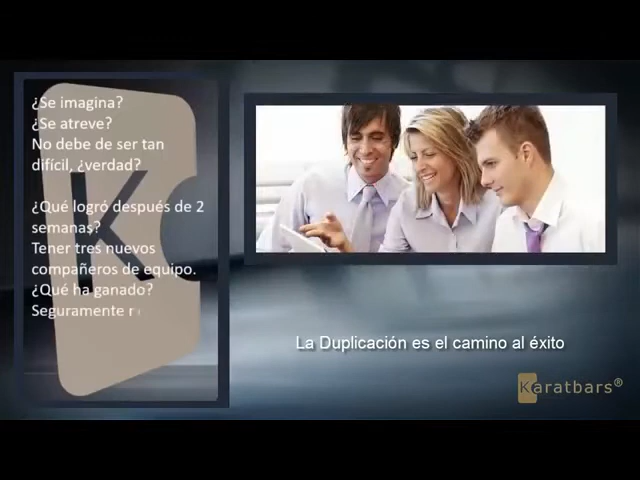 ¿Se imagina?
¿Se atreve?
No debe de ser tan
difícil, ¿verdad?
¿Qué logró después de 2
semanas?
Tener tres nuevos
compañeros de equipo.
¿Qué ha ganado?
Seguramente
La Duplicación es el camino al éxito
Karatbars®